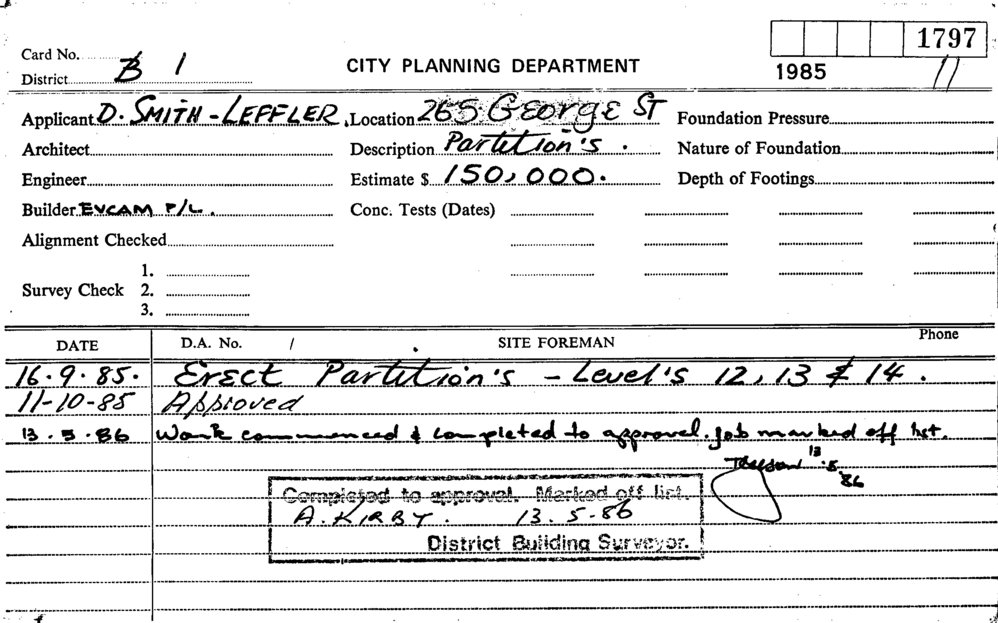 Card No.
District B 1
CITY PLANNING DEPARTMENT
1797
1985 11
Applicant D. SMITH - LEFFLER. Location 265 GEORGE ST Foundation Pressure
Architect Description Partition's. Nature of Foundation
Engineer Estimate $ 150,000. Depth of Footings
Builder EVCAM P/L. Conc. Tests (Dates)
Alignment Checked
1.
Survey Check 2.
3.
DATE D.A. No. / SITE FOREMAN Phone
16.9.85. Erect Partition's - Level's 12, 13 & 14.
11-10-85 Approved
13.5.86 Work commenced & completed to approval. Job marked off list.
13.5.86
Completed to approval. Marked off list.
A. KIRBY. 13.5.86
District Building Surveyor.